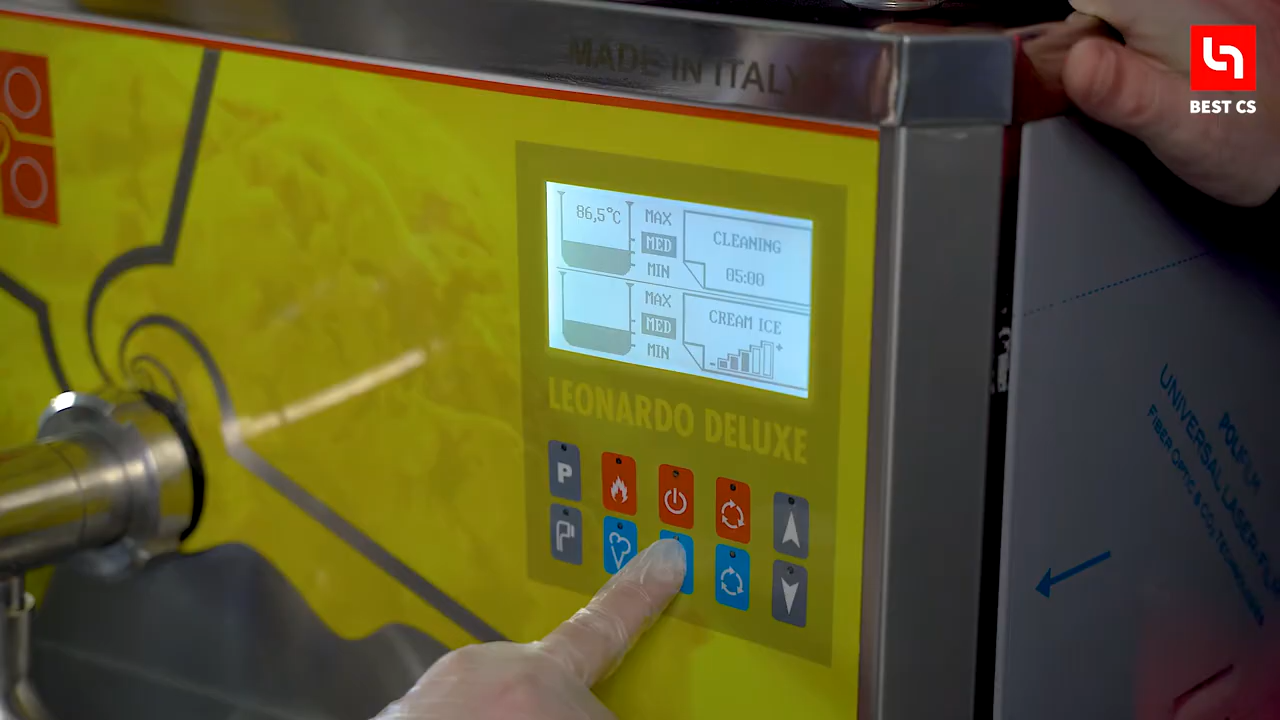 MADE IN ITALY
BEST CS
86,5°C
MAX
MED
MIN
CLEANING
05:00
MAX
MED
MIN
CREAM ICE
- +
LEONARDO DELUXE
P
UNIVERSAL LASER
FIBER OPTIC & CO₂